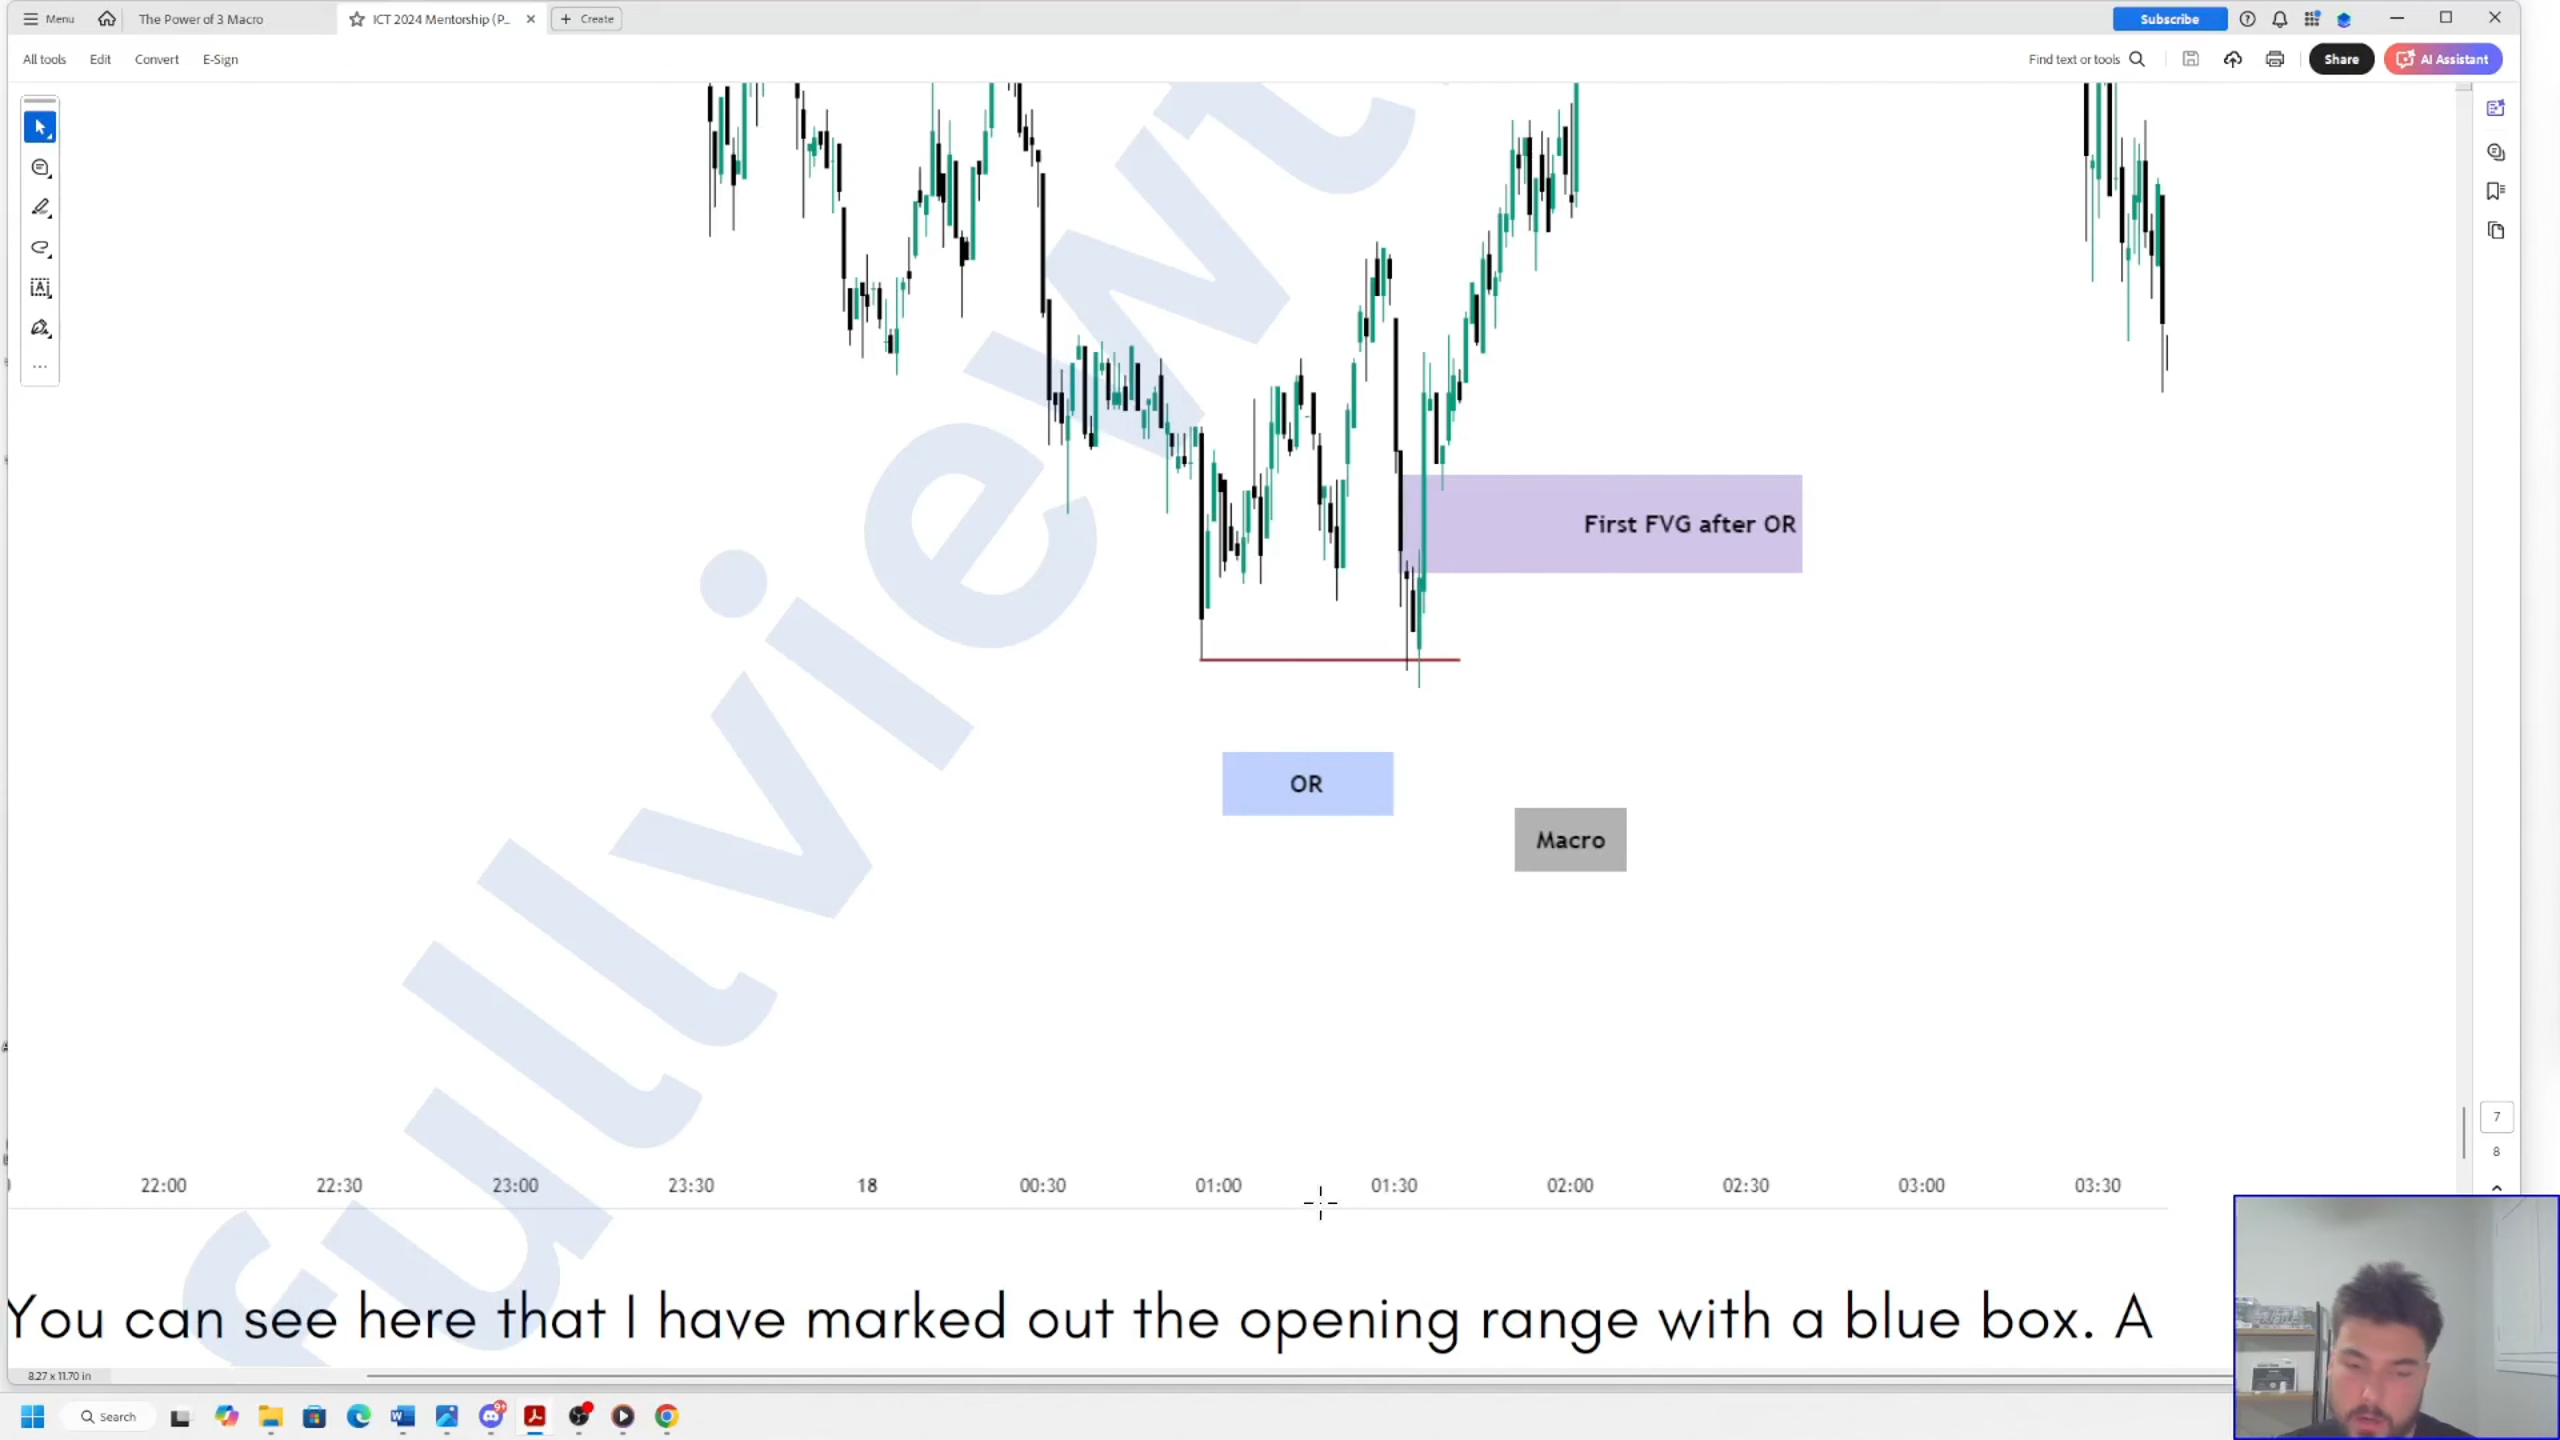 Menu
The Power of 3 Macro
ICT 2024 Mentorship (P...
Create
Subscribe
All tools
Edit
Convert
E-Sign
Find text or tools
Share
AI Assistant
fullviewt
First FVG after OR
OR
Macro
7
8
22:00
22:30
23:00
23:30
18
00:30
01:00
01:30
02:00
02:30
03:00
03:30
You can see here that I have marked out the opening range with a blue box. A
8.27 x 11.70 in
Search
9+